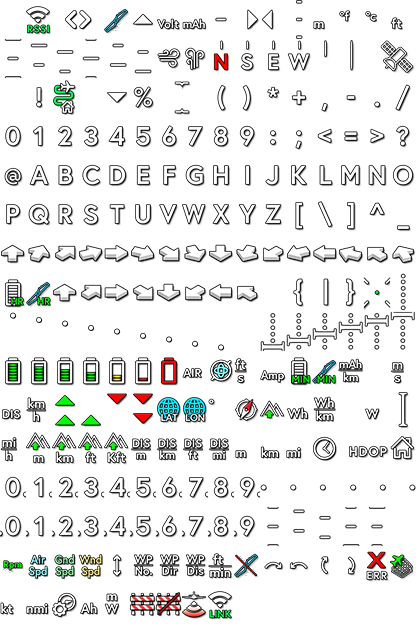 RSSI Volt mAh m °F °C ft
N S E W
! % ( ) * + , - . /
0 1 2 3 4 5 6 7 8 9 : ; < = > ?
@ A B C D E F G H I J K L M N O
P Q R S T U V W X Y Z [ \ ] ^ _
HR HR { | }
AIR ft/s Amp MIN MIN mAh/km m/s
DIS km/h LAT LON ° Wh Wh/km W
mi/h m km ft Kft DIS/m DIS/km DIS/ft DIS/mi m km mi HDOP
0. 1. 2. 3. 4. 5. 6. 7. 8. 9.
.0 .1 .2 .3 .4 .5 .6 .7 .8 .9
Rpm Air Spd Gnd Spd Wnd Spd WP No. WP Dir WP Dis ft/min ERR
kt nmi Ah m/W LINK